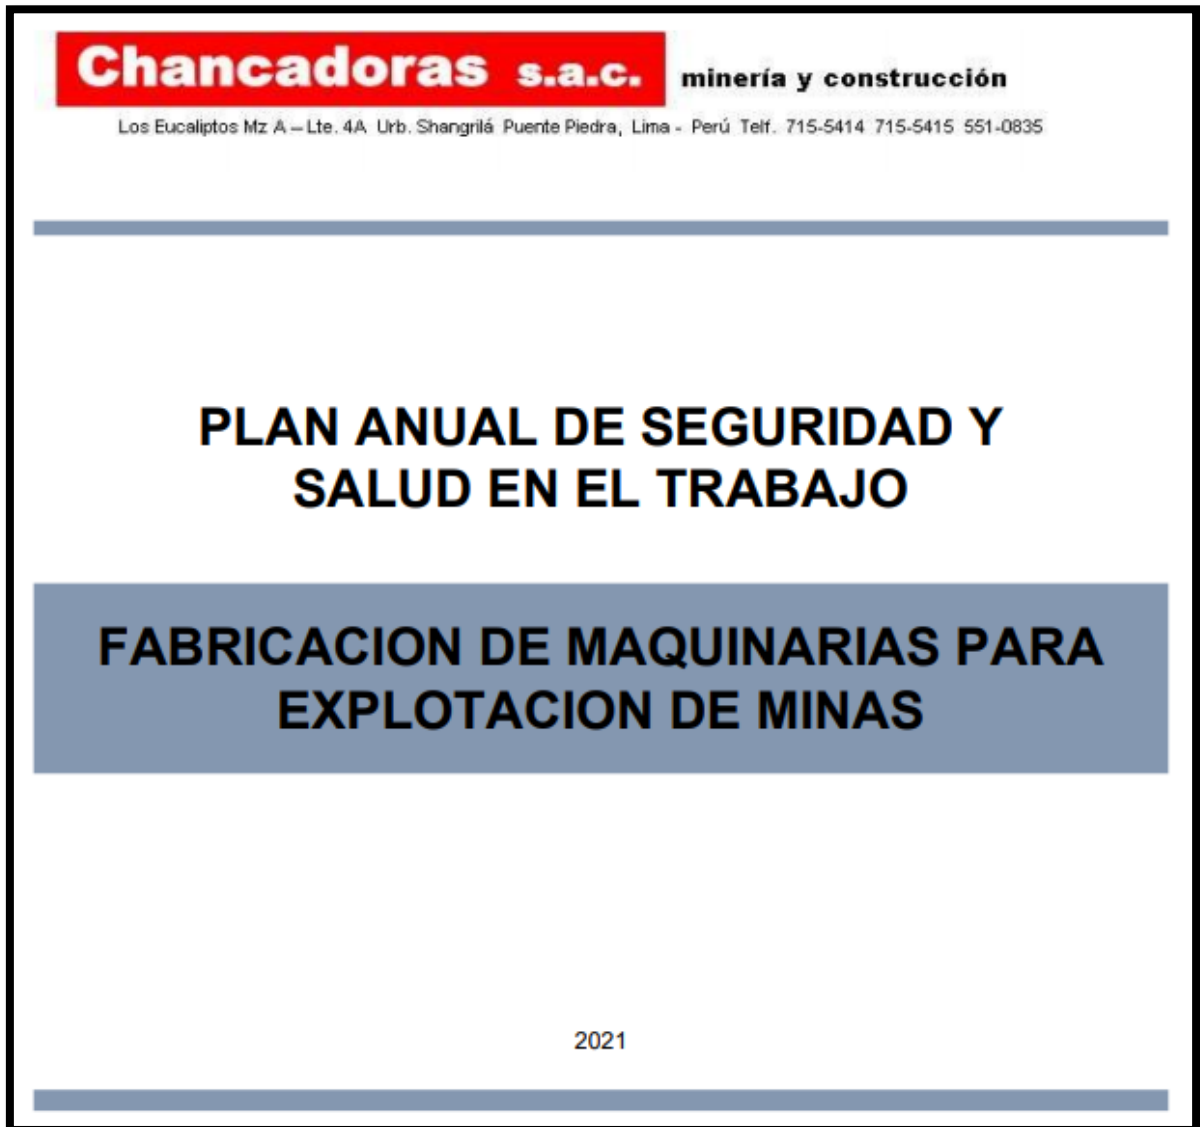 Chancadoras s.a.c. minería y construcción
Los Eucaliptos Mz A – Lte. 4A Urb. Shangrilá Puente Piedra, Lima - Perú Telf. 715-5414 715-5415 551-0835
PLAN ANUAL DE SEGURIDAD Y
SALUD EN EL TRABAJO
FABRICACION DE MAQUINARIAS PARA
EXPLOTACION DE MINAS
2021